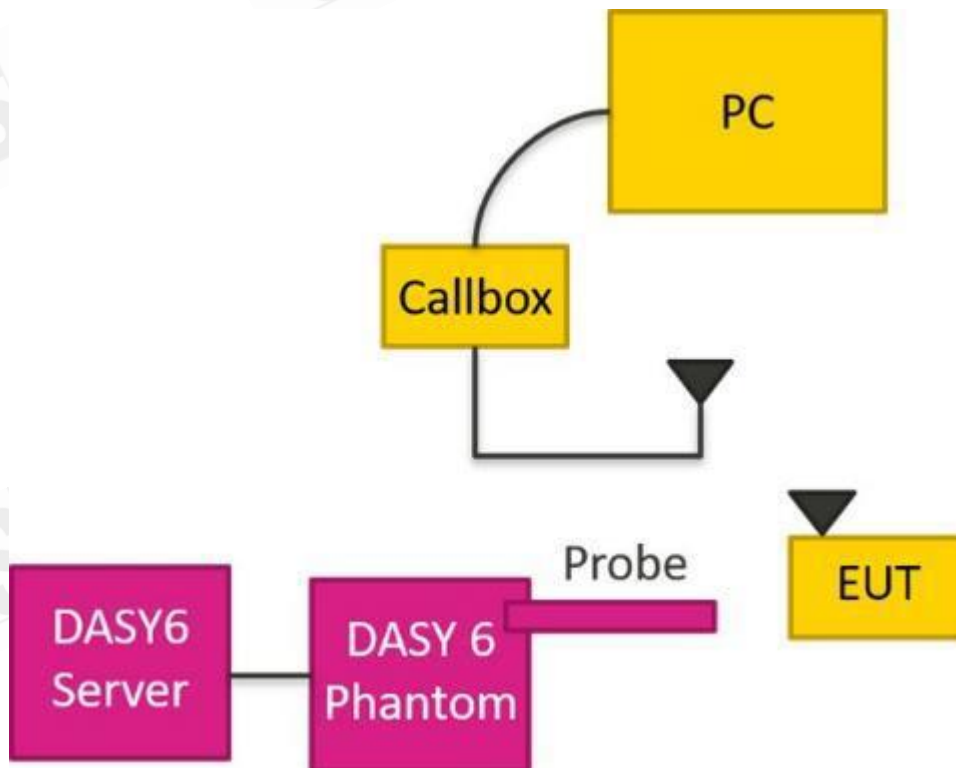 PC
Callbox
Probe
EUT
DASY6
Server
DASY 6
Phantom